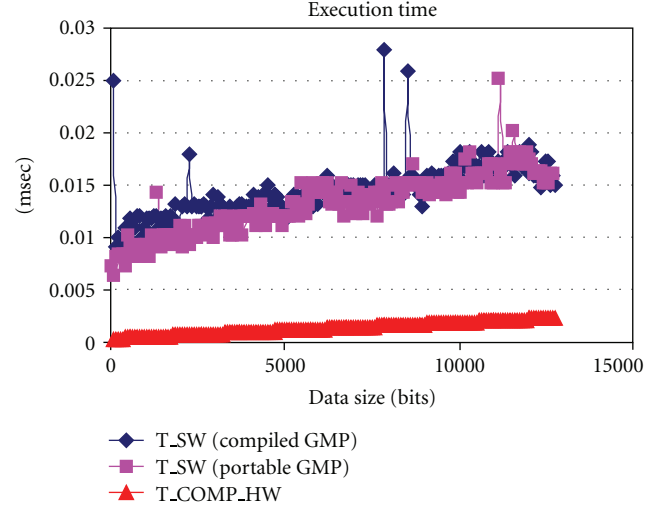 Execution time
0.03
0.025
0.02
0.015
0.01
0.005
0
(msec)
0
5000
10000
15000
Data size (bits)
T_SW (compiled GMP)
T_SW (portable GMP)
T_COMP_HW